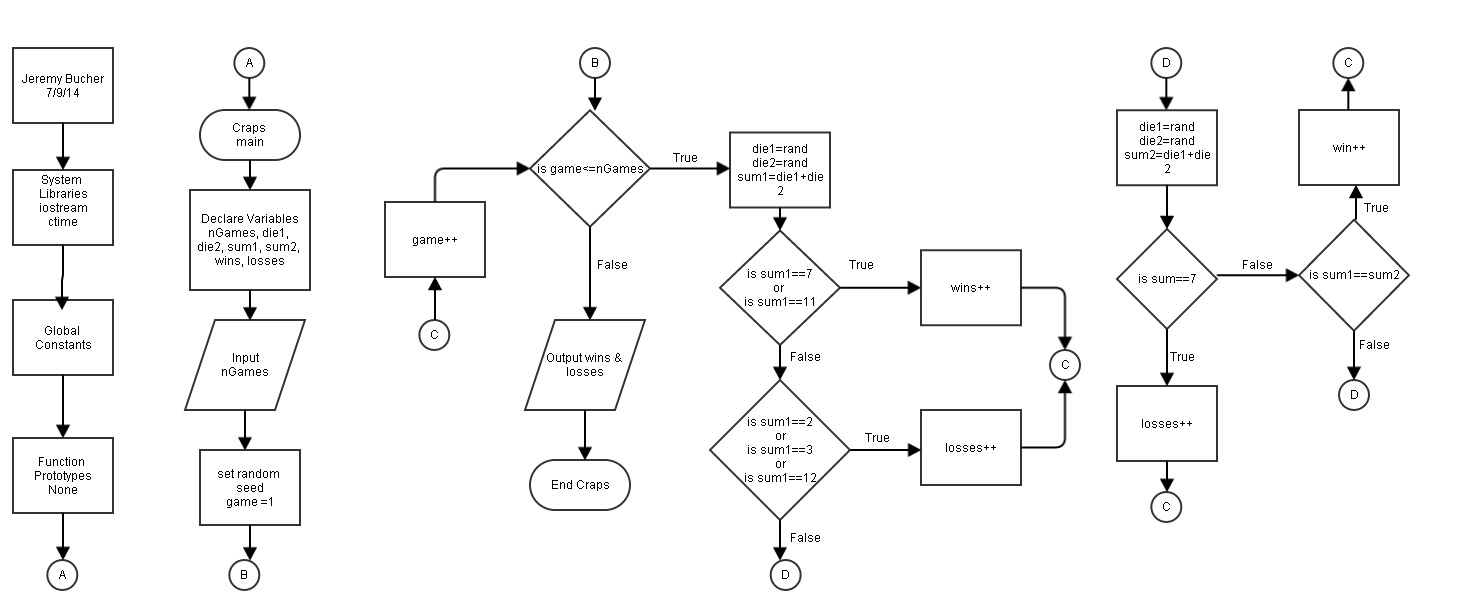 Jeremy Bucher
7/9/14
System
Libraries
iostream
ctime
Global
Constants
Function
Prototypes
None
A
A
Craps
main
Declare Variables
nGames, die1,
die2, sum1, sum2,
wins, losses
Input
nGames
set random
seed
game =1
B
B
is game<=nGames
True
False
game++
C
Output wins &
losses
End Craps
die1=rand
die2=rand
sum1=die1+die
2
is sum1==7
or
is sum1==11
True
wins++
False
C
is sum1==2
or
is sum1==3
or
is sum1==12
True
losses++
False
D
D
die1=rand
die2=rand
sum2=die1+die
2
is sum==7
False
True
losses++
C
C
win++
True
is sum1==sum2
False
D